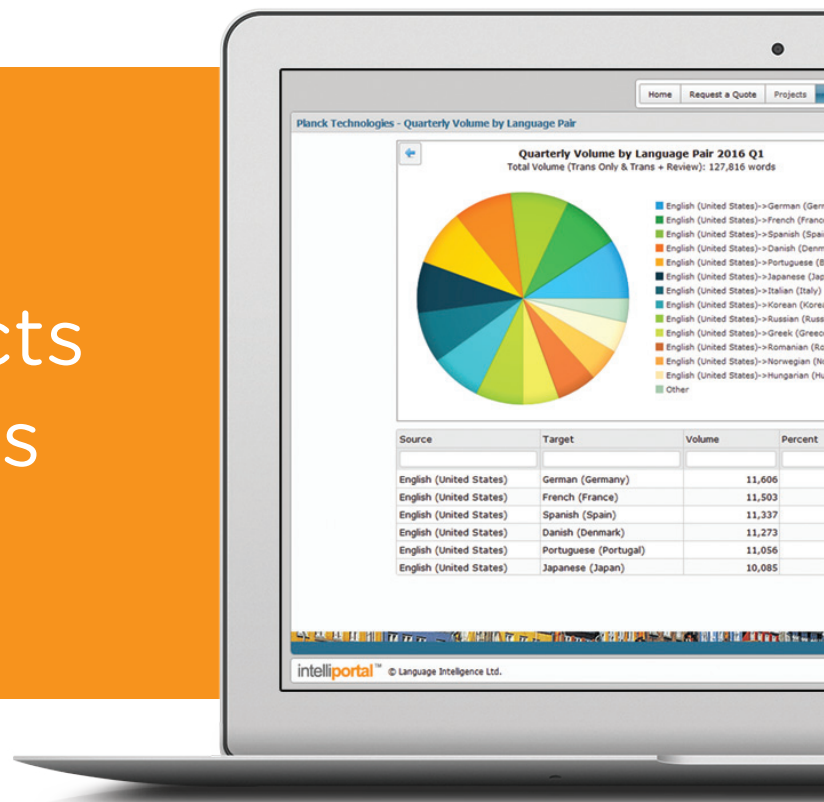 cts
s
Home Request a Quote Projects
Planck Technologies - Quarterly Volume by Language Pair
Quarterly Volume by Language Pair 2016 Q1
Total Volume (Trans Only & Trans + Review): 127,816 words
English (United States)->German (Gerr
English (United States)->French (France
English (United States)->Spanish (Spai
English (United States)->Danish (Denm
English (United States)->Portuguese (B
English (United States)->Japanese (Jap
English (United States)->Italian (Italy)
English (United States)->Korean (Korea
English (United States)->Russian (Russ
English (United States)->Greek (Greec
English (United States)->Romanian (Ro
English (United States)->Norwegian (N
English (United States)->Hungarian (Hu
Other
Source Target Volume Percent
English (United States) German (Germany) 11,606
English (United States) French (France) 11,503
English (United States) Spanish (Spain) 11,337
English (United States) Danish (Denmark) 11,273
English (United States) Portuguese (Portugal) 11,056
English (United States) Japanese (Japan) 10,085
intelliportal™ © Language Intelligence Ltd.